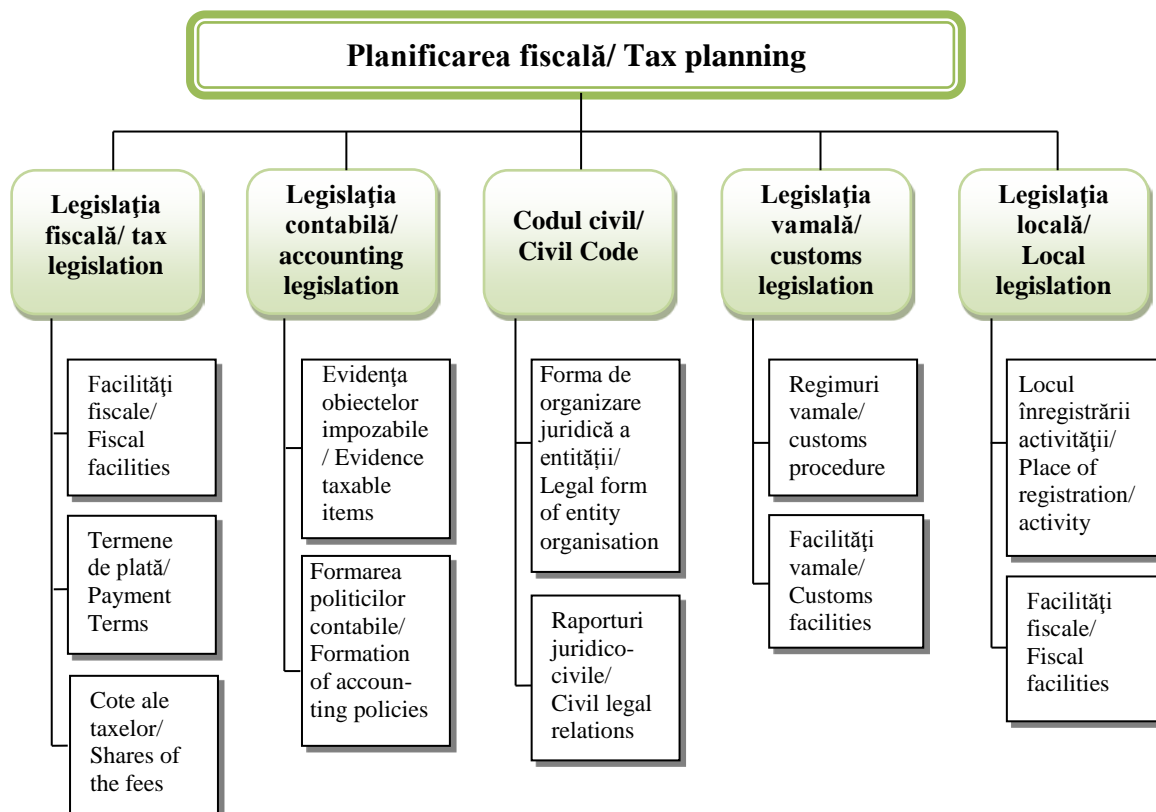 Planificarea fiscală/ Tax planning
Legislaţia
fiscală/ tax
legislation
Legislaţia
contabilă/
accounting
legislation
Codul civil/
Civil Code
Legislaţia
vamală/
customs
legislation
Legislaţia
locală/
Local
legislation
Facilităţi
fiscale/
Fiscal
facilities
Termene
de plată/
Payment
Terms
Cote ale
taxelor/
Shares of
the fees
Evidența
obiectelor
impozabile
/ Evidence
taxable
items
Formarea
politicilor
contabile/
Formation
of accoun-
ting policies
Forma de
organizare
juridică a
entității/
Legal form
of entity
organisation
Raporturi
juridico-
civile/
Civil legal
relations
Regimuri
vamale/
customs
procedure
Facilităţi
vamale/
Customs
facilities
Locul
înregistrării
activităţii/
Place of
registration/
activity
Facilităţi
fiscale/
Fiscal
facilities